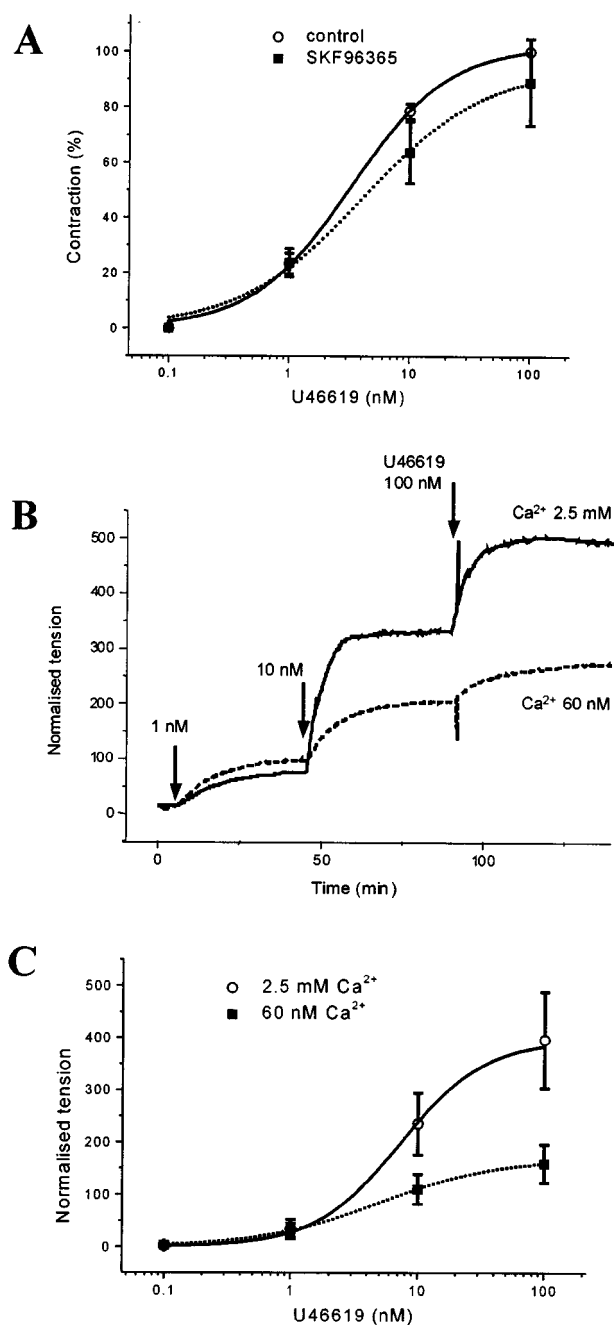 A
control
SKF96365
100
80
60
40
20
0
Contraction (%)
0.1 1 10 100
U46619 (nM)
B
U46619
100 nM
Ca²⁺ 2.5 mM
500
400
300
200
100
0
Normalised tension
10 nM
1 nM
Ca²⁺ 60 nM
0 50 100
Time (min)
C
2.5 mM Ca²⁺
60 nM Ca²⁺
500
400
300
200
100
0
Normalised tension
0.1 1 10 100
U46619 (nM)